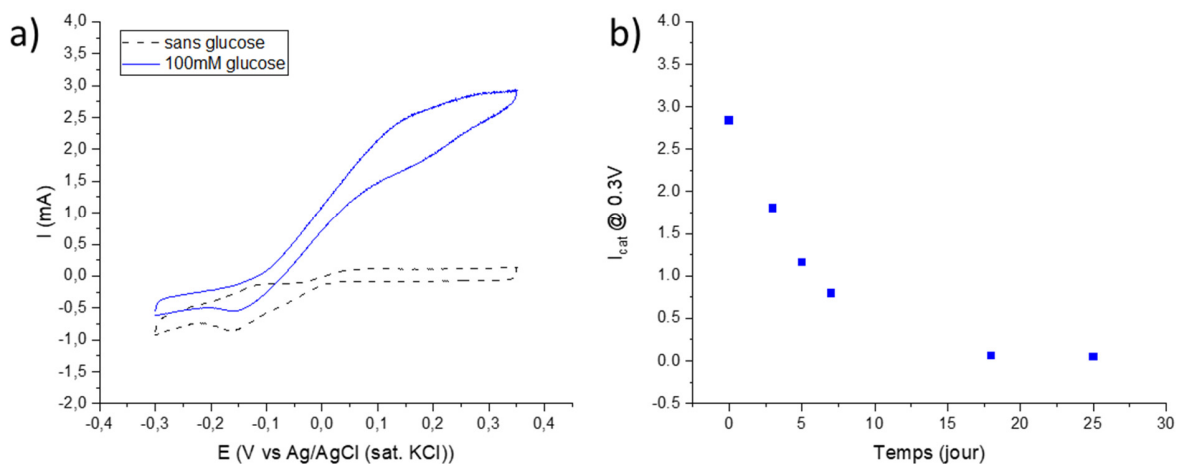 a)
sans glucose
100mM glucose
4,0
3,5
3,0
2,5
2,0
1,5
1,0
0,5
0,0
-0,5
-1,0
-1,5
-2,0
I (mA)
-0,4 -0,3 -0,2 -0,1 0,0 0,1 0,2 0,3 0,4
E (V vs Ag/AgCl (sat. KCl))
b)
4.0
3.5
3.0
2.5
2.0
1.5
1.0
0.5
0.0
-0.5
Icat @ 0.3V
0 5 10 15 20 25 30
Temps (jour)